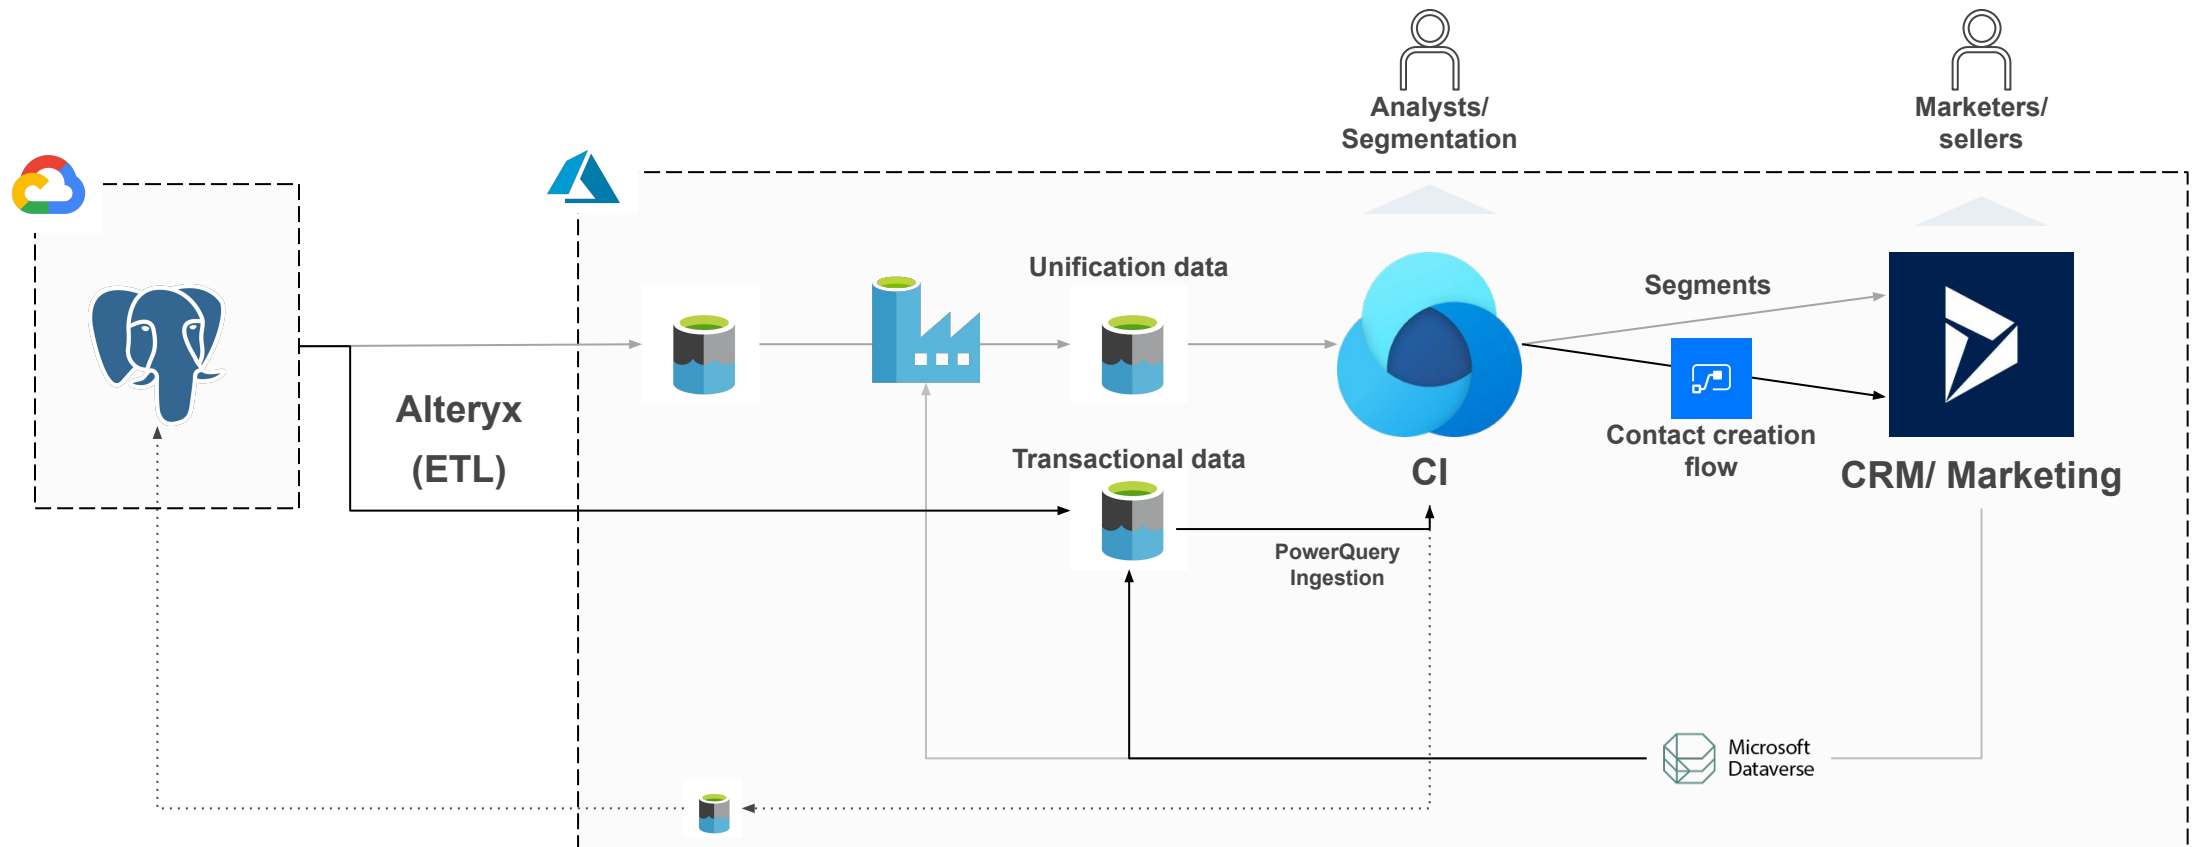 Analysts/
Segmentation
Marketers/
sellers
Unification data
Segments
Alteryx
(ETL)
Contact creation
flow
Transactional data
CI
CRM/ Marketing
PowerQuery
Ingestion
Microsoft
Dataverse